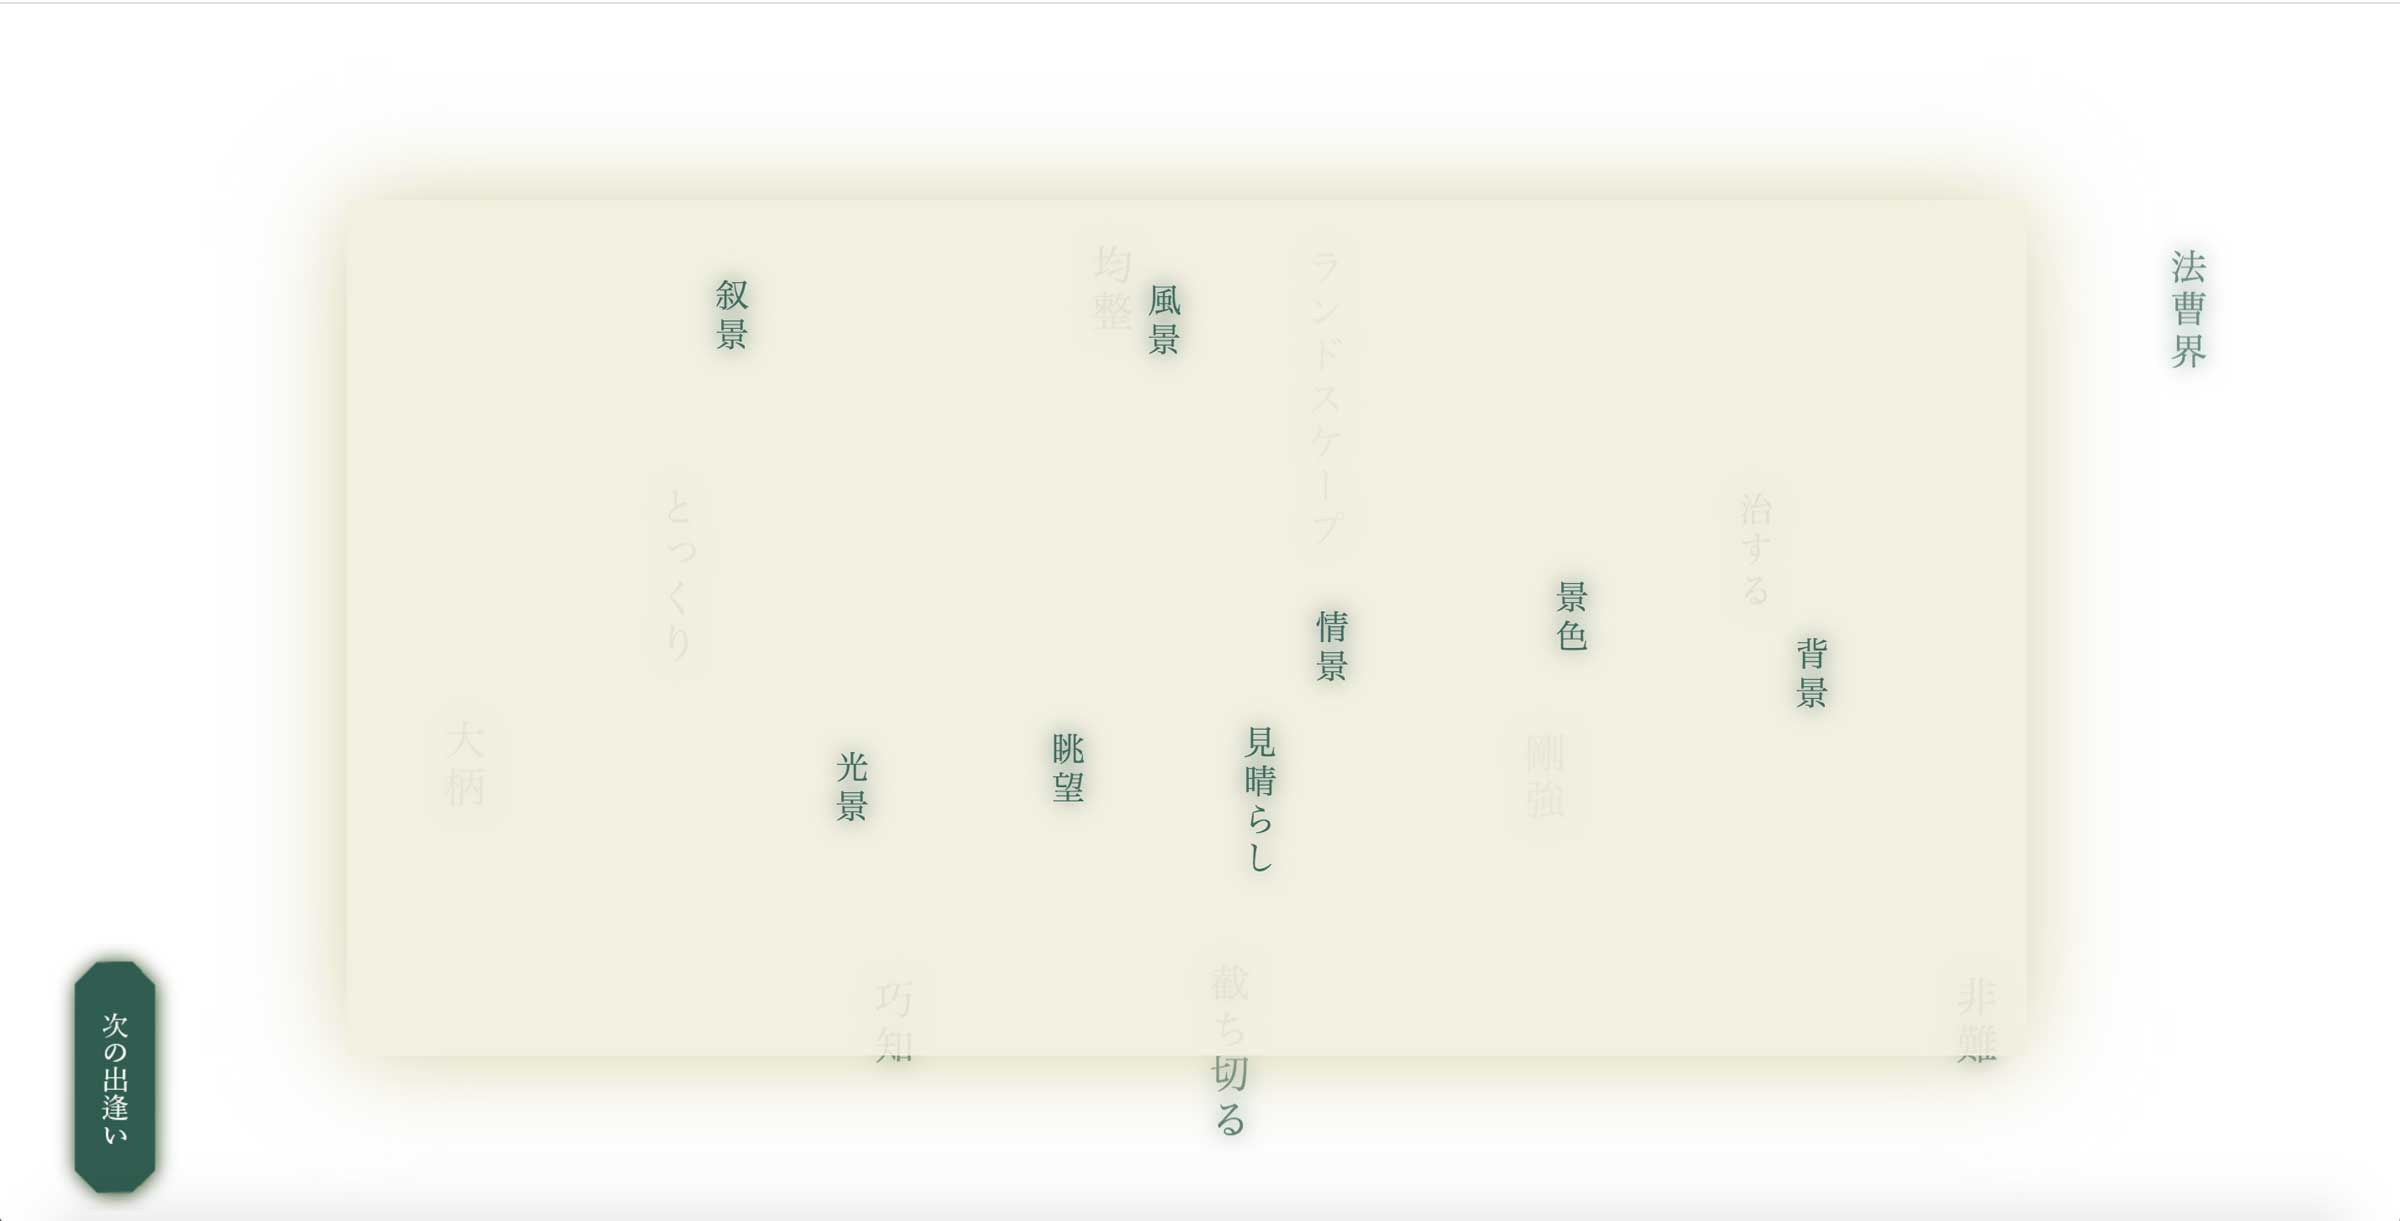 法曹界
背景
治する
景色
剛強
非難
ランドスケープ
情景
見晴らし
截ち切る
風景
均整
眺望
巧知
光景
叙景
とっくり
大柄
次の出逢い